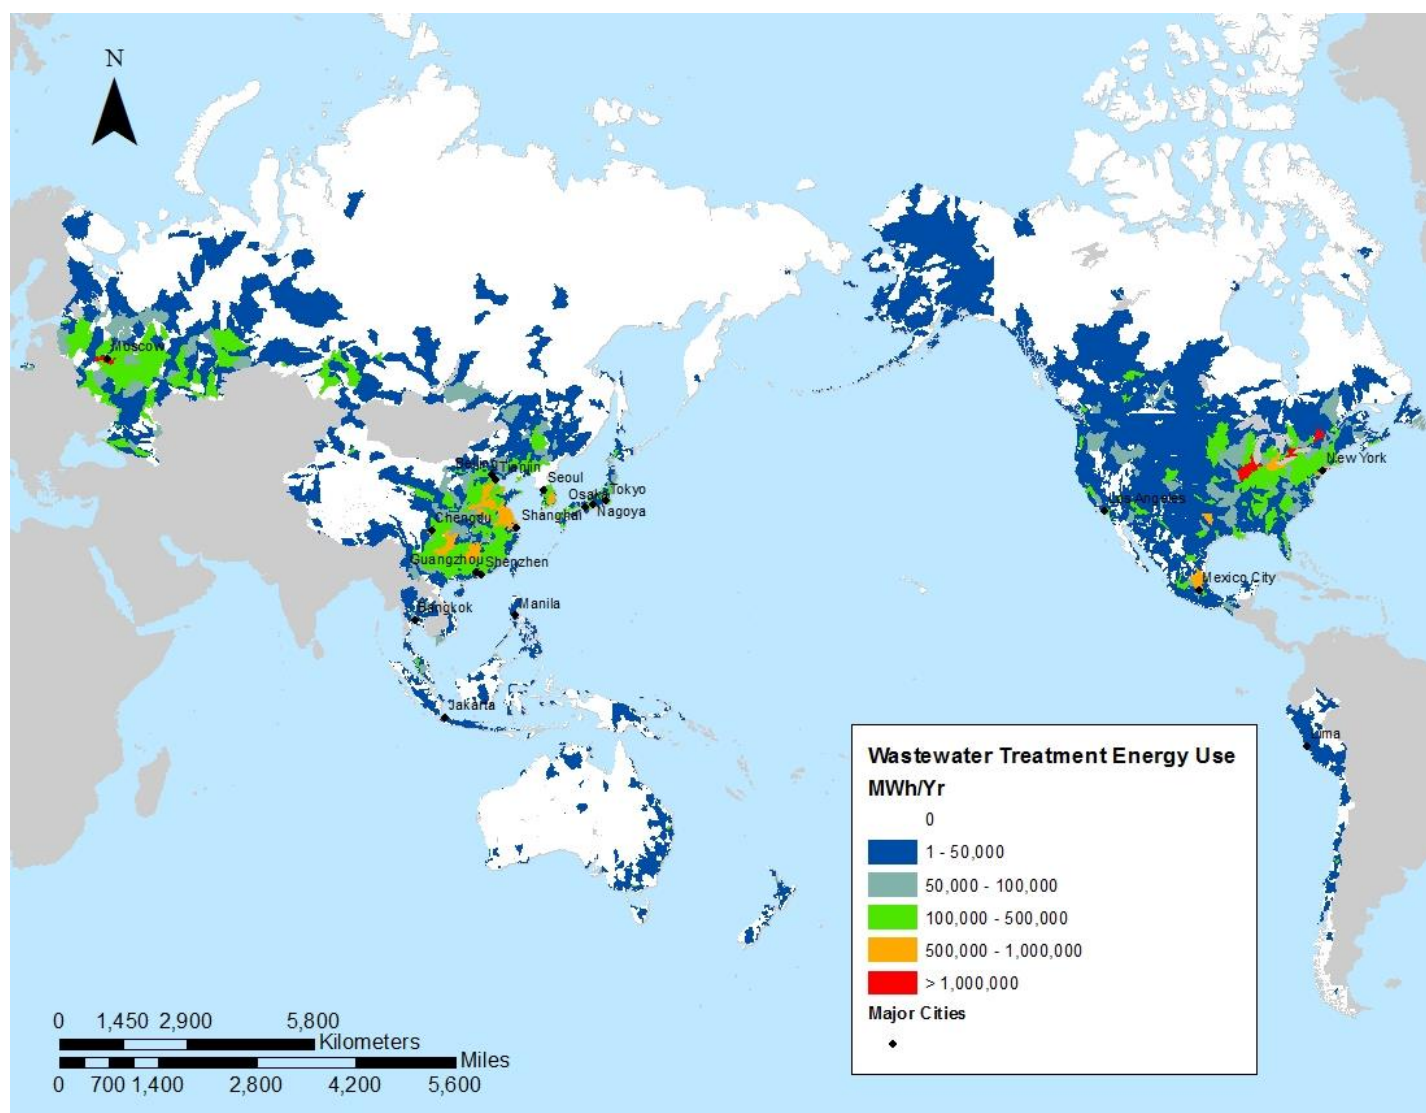 N
Moscow
Beijing
Tianjin
Seoul
Tokyo
Osaka
Nagoya
Chengdu
Shanghai
Guangzhou
Shenzhen
Bangkok
Manila
Jakarta
New York
Los Angeles
Mexico City
Lima
Wastewater Treatment Energy Use
MWh/Yr
0
1 - 50,000
50,000 - 100,000
100,000 - 500,000
500,000 - 1,000,000
> 1,000,000
Major Cities
0 1,450 2,900 5,800
Kilometers
Miles
0 700 1,400 2,800 4,200 5,600